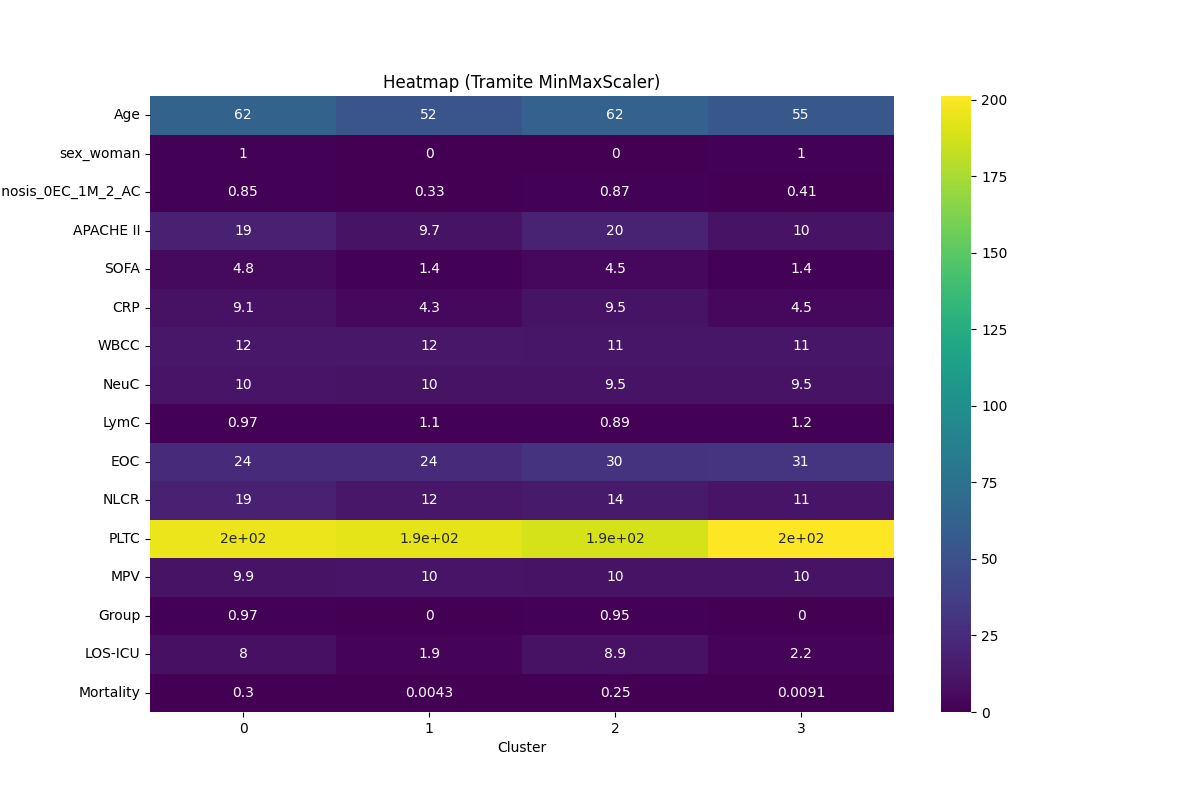 Heatmap (Tramite MinMaxScaler)
Age 62 52 62 55
sex_woman 1 0 0 1
nosis_0EC_1M_2_AC 0.85 0.33 0.87 0.41
APACHE II 19 9.7 20 10
SOFA 4.8 1.4 4.5 1.4
CRP 9.1 4.3 9.5 4.5
WBCC 12 12 11 11
NeuC 10 10 9.5 9.5
LymC 0.97 1.1 0.89 1.2
EOC 24 24 30 31
NLCR 19 12 14 11
PLTC 2e+02 1.9e+02 1.9e+02 2e+02
MPV 9.9 10 10 10
Group 0.97 0 0.95 0
LOS-ICU 8 1.9 8.9 2.2
Mortality 0.3 0.0043 0.25 0.0091
0 1 2 3
Cluster
200
175
150
125
100
75
50
25
0